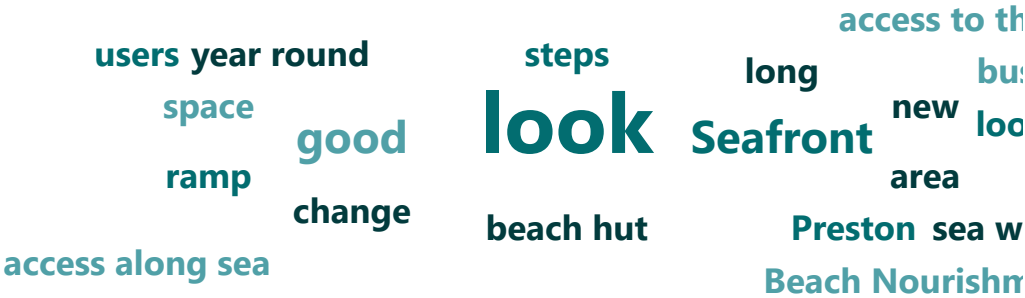 access to th
users year round
steps
long
bus
space
good
look
Seafront
new
loo
ramp
area
change
beach hut
Preston
sea w
access along sea
Beach Nourishm